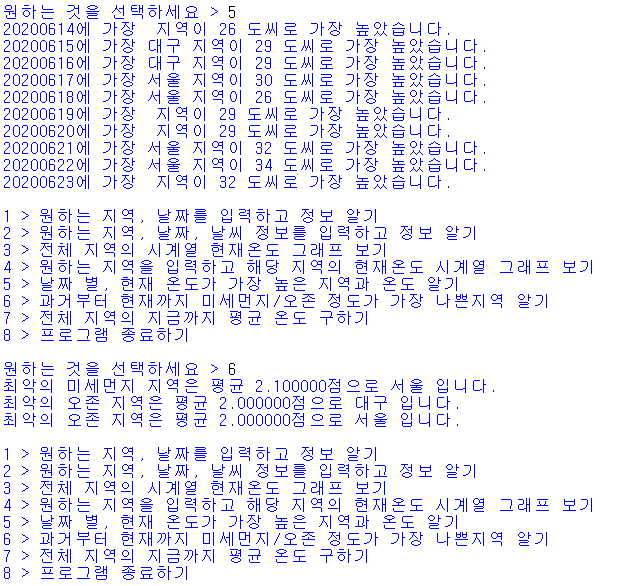 원하는 것을 선택하세요 > 5
20200614에 가장  지역이 26 도씨로 가장 높았습니다.
20200615에 가장 대구 지역이 29 도씨로 가장 높았습니다.
20200616에 가장 대구 지역이 29 도씨로 가장 높았습니다.
20200617에 가장 서울 지역이 30 도씨로 가장 높았습니다.
20200618에 가장 서울 지역이 26 도씨로 가장 높았습니다.
20200619에 가장  지역이 29 도씨로 가장 높았습니다.
20200620에 가장  지역이 29 도씨로 가장 높았습니다.
20200621에 가장 서울 지역이 32 도씨로 가장 높았습니다.
20200622에 가장 서울 지역이 34 도씨로 가장 높았습니다.
20200623에 가장  지역이 32 도씨로 가장 높았습니다.
1 > 원하는 지역, 날짜를 입력하고 정보 알기
2 > 원하는 지역, 날짜, 날씨 정보를 입력하고 정보 알기
3 > 전체 지역의 시계열 현재온도 그래프 보기
4 > 원하는 지역을 입력하고 해당 지역의 현재온도 시계열 그래프 보기
5 > 날짜 별, 현재 온도가 가장 높은 지역과 온도 알기
6 > 과거부터 현재까지 미세먼지/오존 정도가 가장 나쁜지역 알기
7 > 전체 지역의 지금까지 평균 온도 구하기
8 > 프로그램 종료하기
원하는 것을 선택하세요 > 6
최악의 미세먼지 지역은 평균 2.100000점으로 서울 입니다.
최악의 오존 지역은 평균 2.000000점으로 대구 입니다.
최악의 오존 지역은 평균 2.000000점으로 서울 입니다.
1 > 원하는 지역, 날짜를 입력하고 정보 알기
2 > 원하는 지역, 날짜, 날씨 정보를 입력하고 정보 알기
3 > 전체 지역의 시계열 현재온도 그래프 보기
4 > 원하는 지역을 입력하고 해당 지역의 현재온도 시계열 그래프 보기
5 > 날짜 별, 현재 온도가 가장 높은 지역과 온도 알기
6 > 과거부터 현재까지 미세먼지/오존 정도가 가장 나쁜지역 알기
7 > 전체 지역의 지금까지 평균 온도 구하기
8 > 프로그램 종료하기